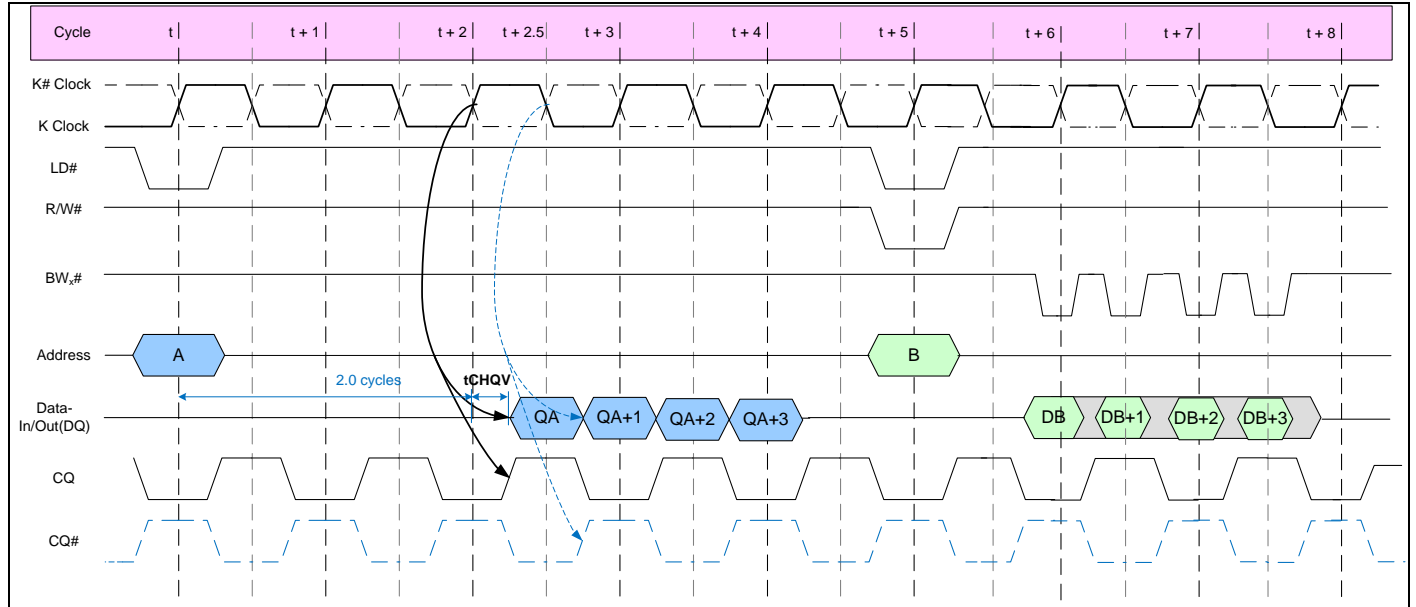 Cycle t t + 1 t + 2 t + 2.5 t + 3 t + 4 t + 5 t + 6 t + 7 t + 8
K# Clock
K Clock
LD#
R/W#
BWx#
Address A B
2.0 cycles tCHQV
Data-
In/Out(DQ) QA QA+1 QA+2 QA+3 DB DB+1 DB+2 DB+3
CQ
CQ#